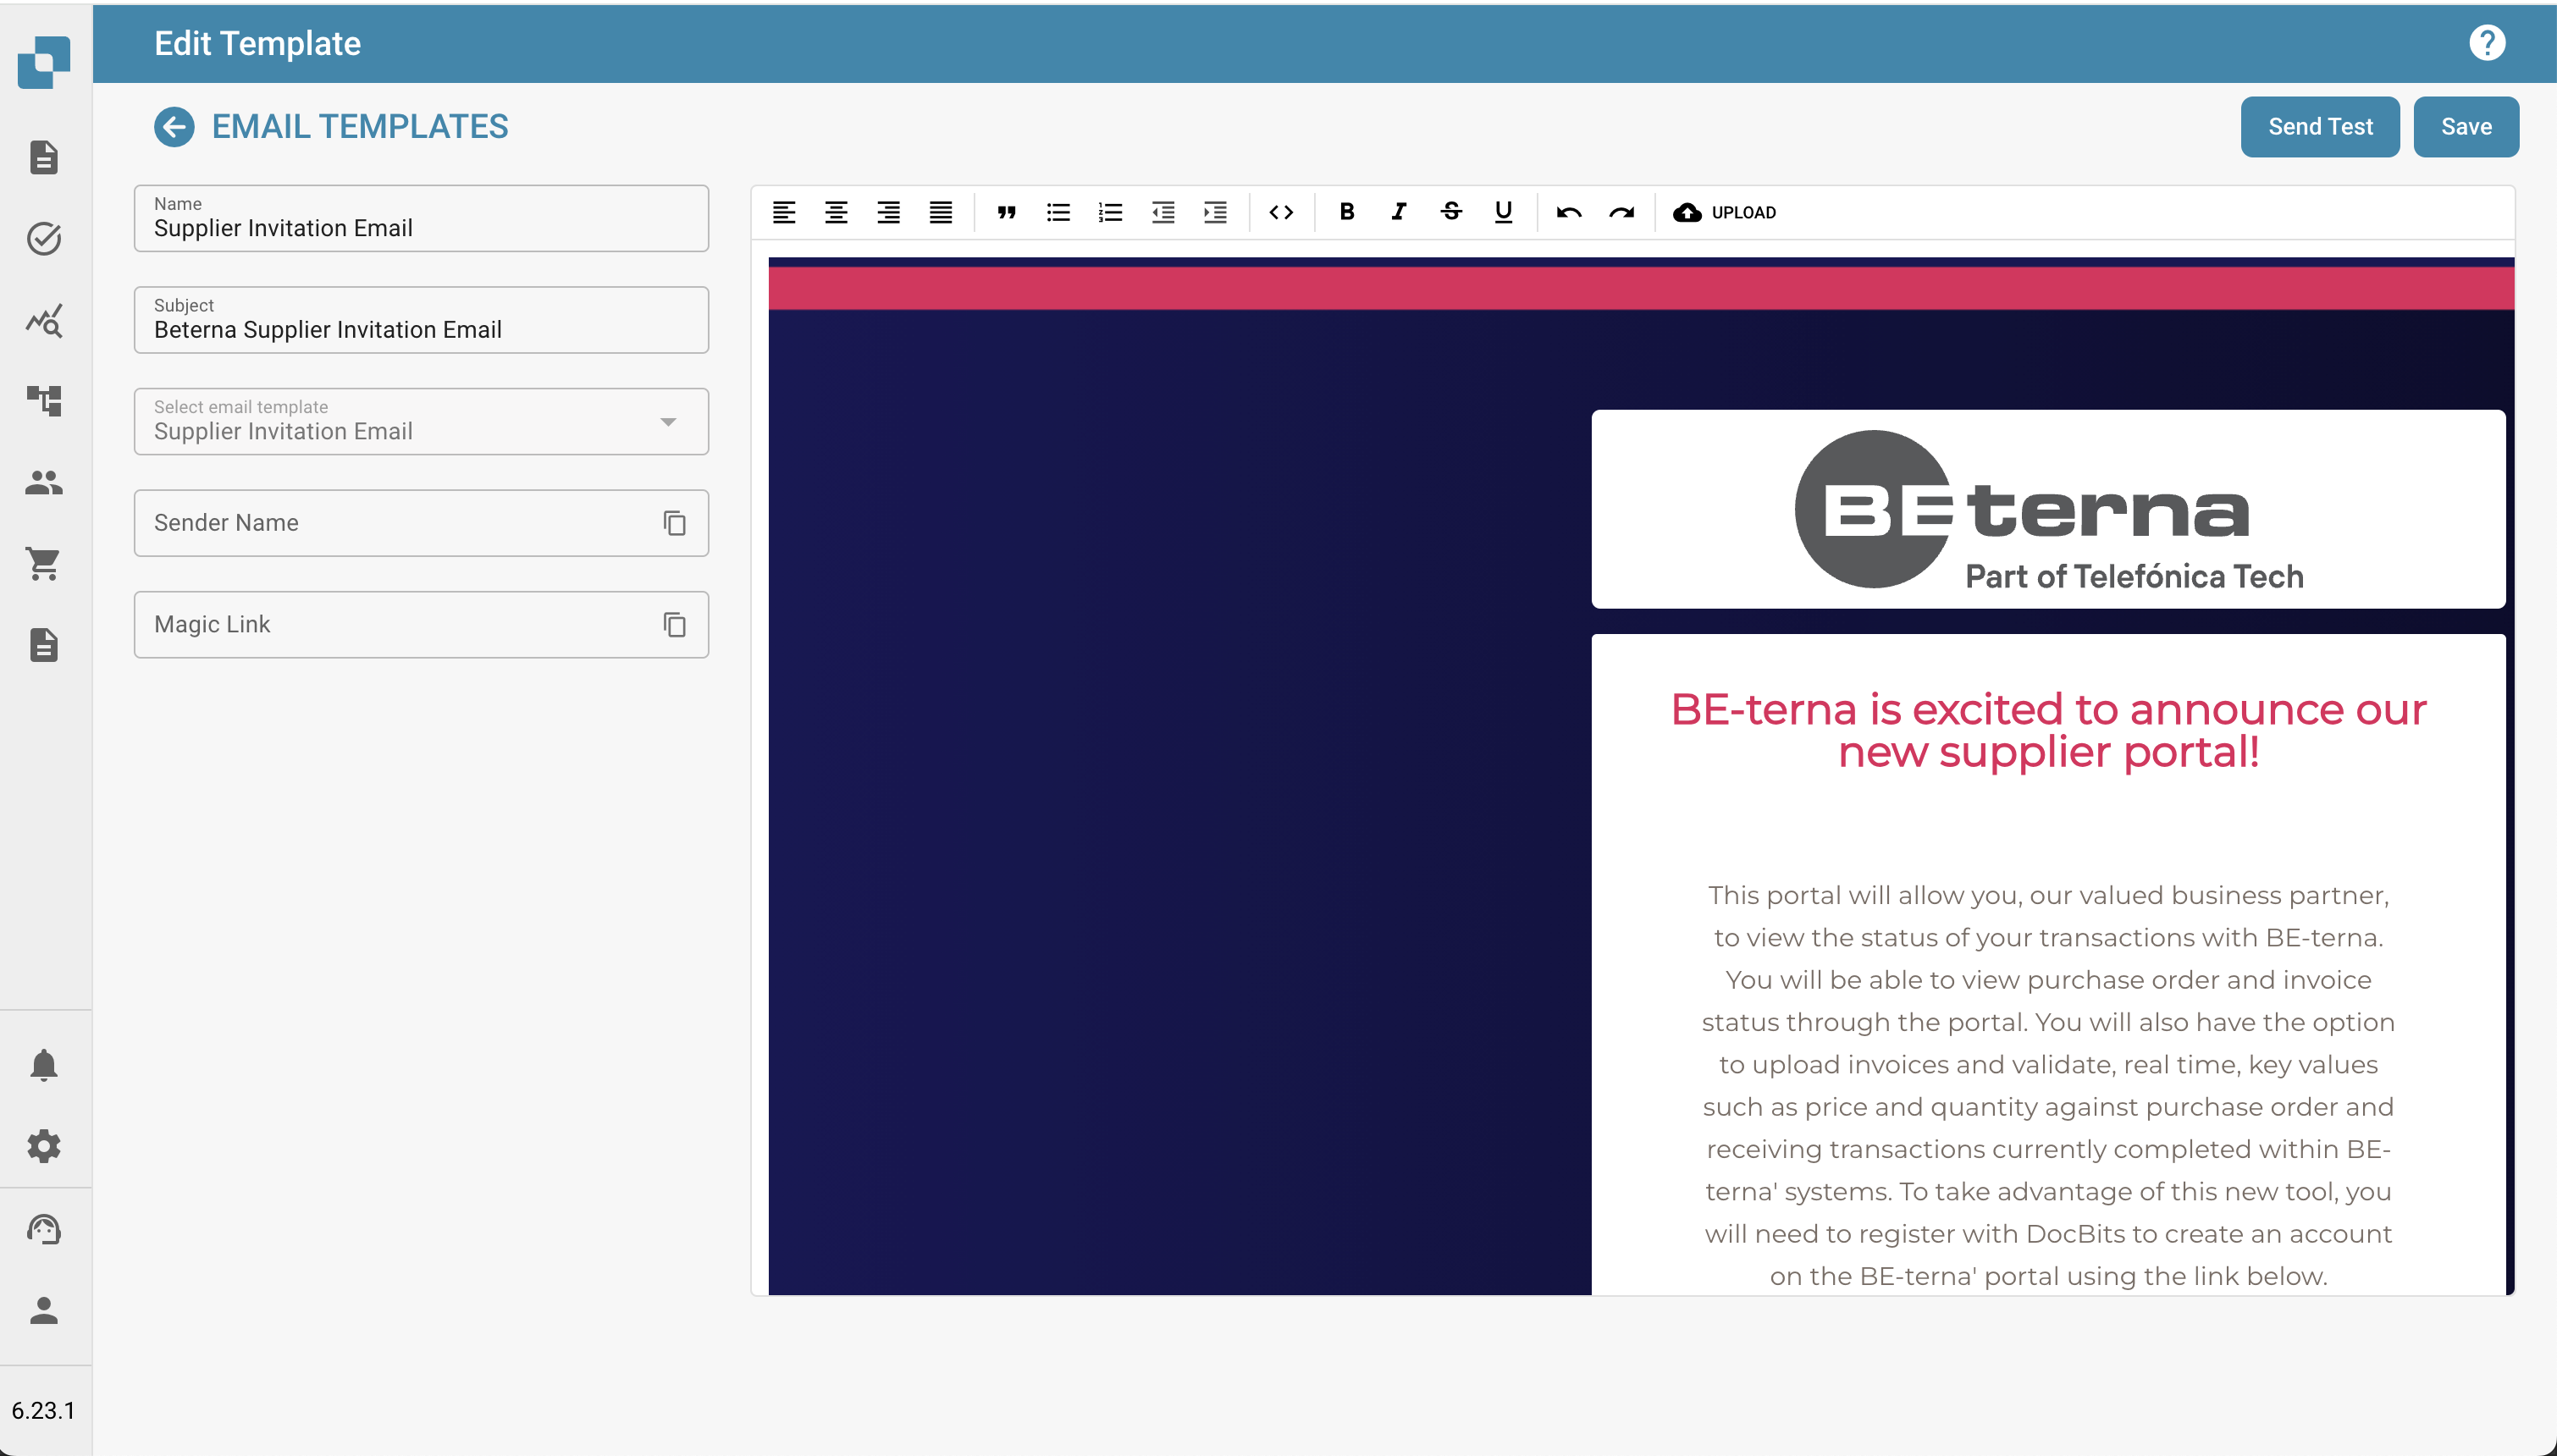 Edit Template
EMAIL TEMPLATES
Send Test
Save
Name
Supplier Invitation Email
Subject
Beterna Supplier Invitation Email
Select email template
Supplier Invitation Email
Sender Name
Magic Link
UPLOAD
BEterna
Part of Telefónica Tech
BE-terna is excited to announce our
new supplier portal!
This portal will allow you, our valued business partner,
to view the status of your transactions with BE-terna.
You will be able to view purchase order and invoice
status through the portal. You will also have the option
to upload invoices and validate, real time, key values
such as price and quantity against purchase order and
receiving transactions currently completed within BE-
terna' systems. To take advantage of this new tool, you
will need to register with DocBits to create an account
on the BE-terna' portal using the link below.
6.23.1